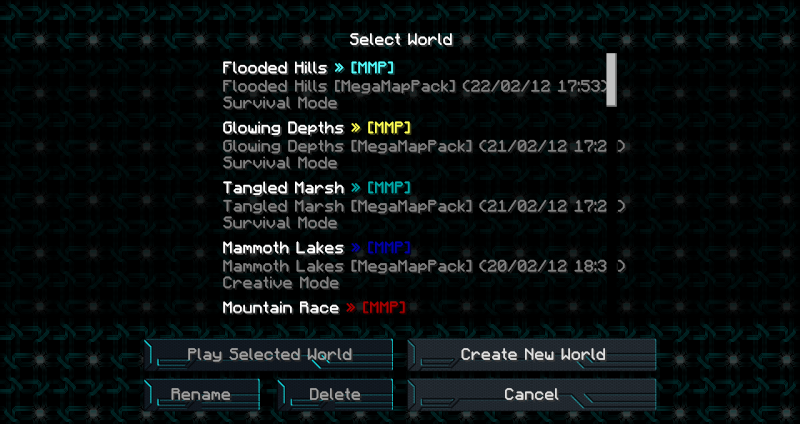 Select World
Flooded Hills » [MMP]
Flooded Hills [MegaMapPack] (22/02/12 17:53)
Survival Mode
Glowing Depths » [MMP]
Glowing Depths [MegaMapPack] (21/02/12 17:2 )
Survival Mode
Tangled Marsh » [MMP]
Tangled Marsh [MegaMapPack] (21/02/12 17:2 )
Survival Mode
Mammoth Lakes » [MMP]
Mammoth Lakes [MegaMapPack] (20/02/12 18:3 )
Creative Mode
Mountain Race » [MMP]
Play Selected World
Create New World
Rename
Delete
Cancel